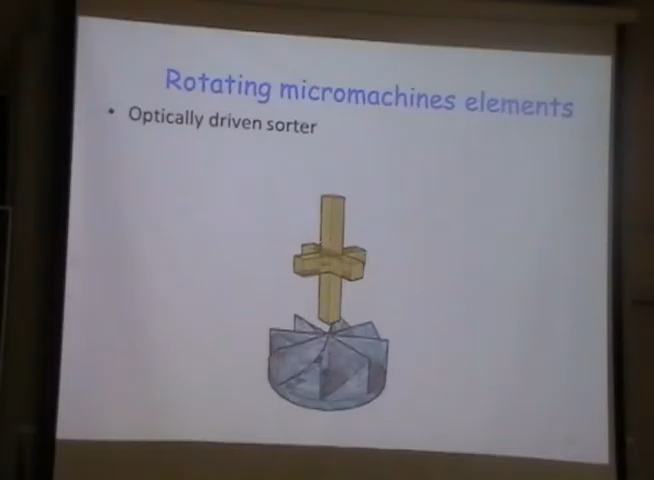 Rotating micromachines elements
• Optically driven sorter